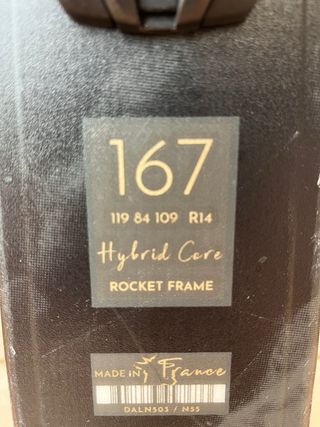 167
119 84 109 R14
Hybrid Core
ROCKET FRAME
MADE IN France
DALN503 / N55